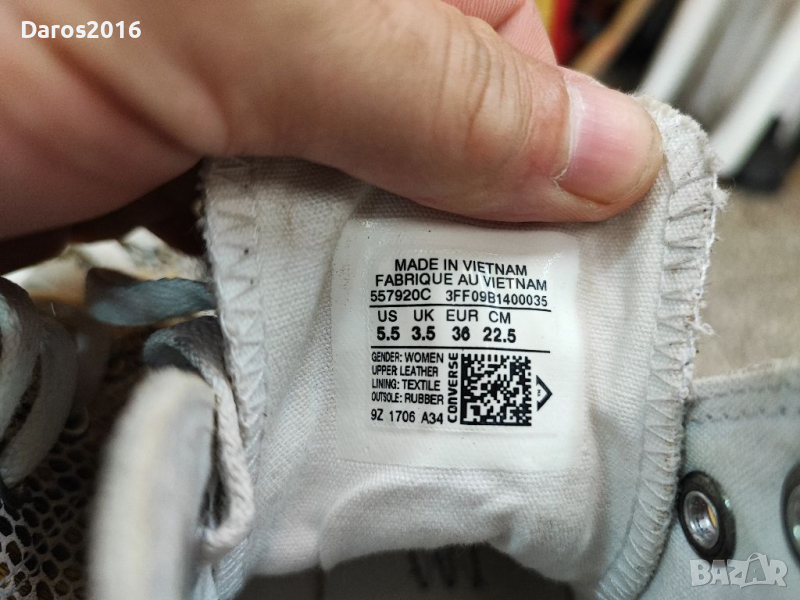 Daros2016
MADE IN VIETNAM
FABRIQUE AU VIETNAM
557920C 3FF09B1400035
US UK EUR CM
5.5 3.5 36 22.5
GENDER: WOMEN
UPPER LEATHER
LINING: TEXTILE
OUTSOLE: RUBBER
9Z 1706 A34
CONVERSE
BAZAR